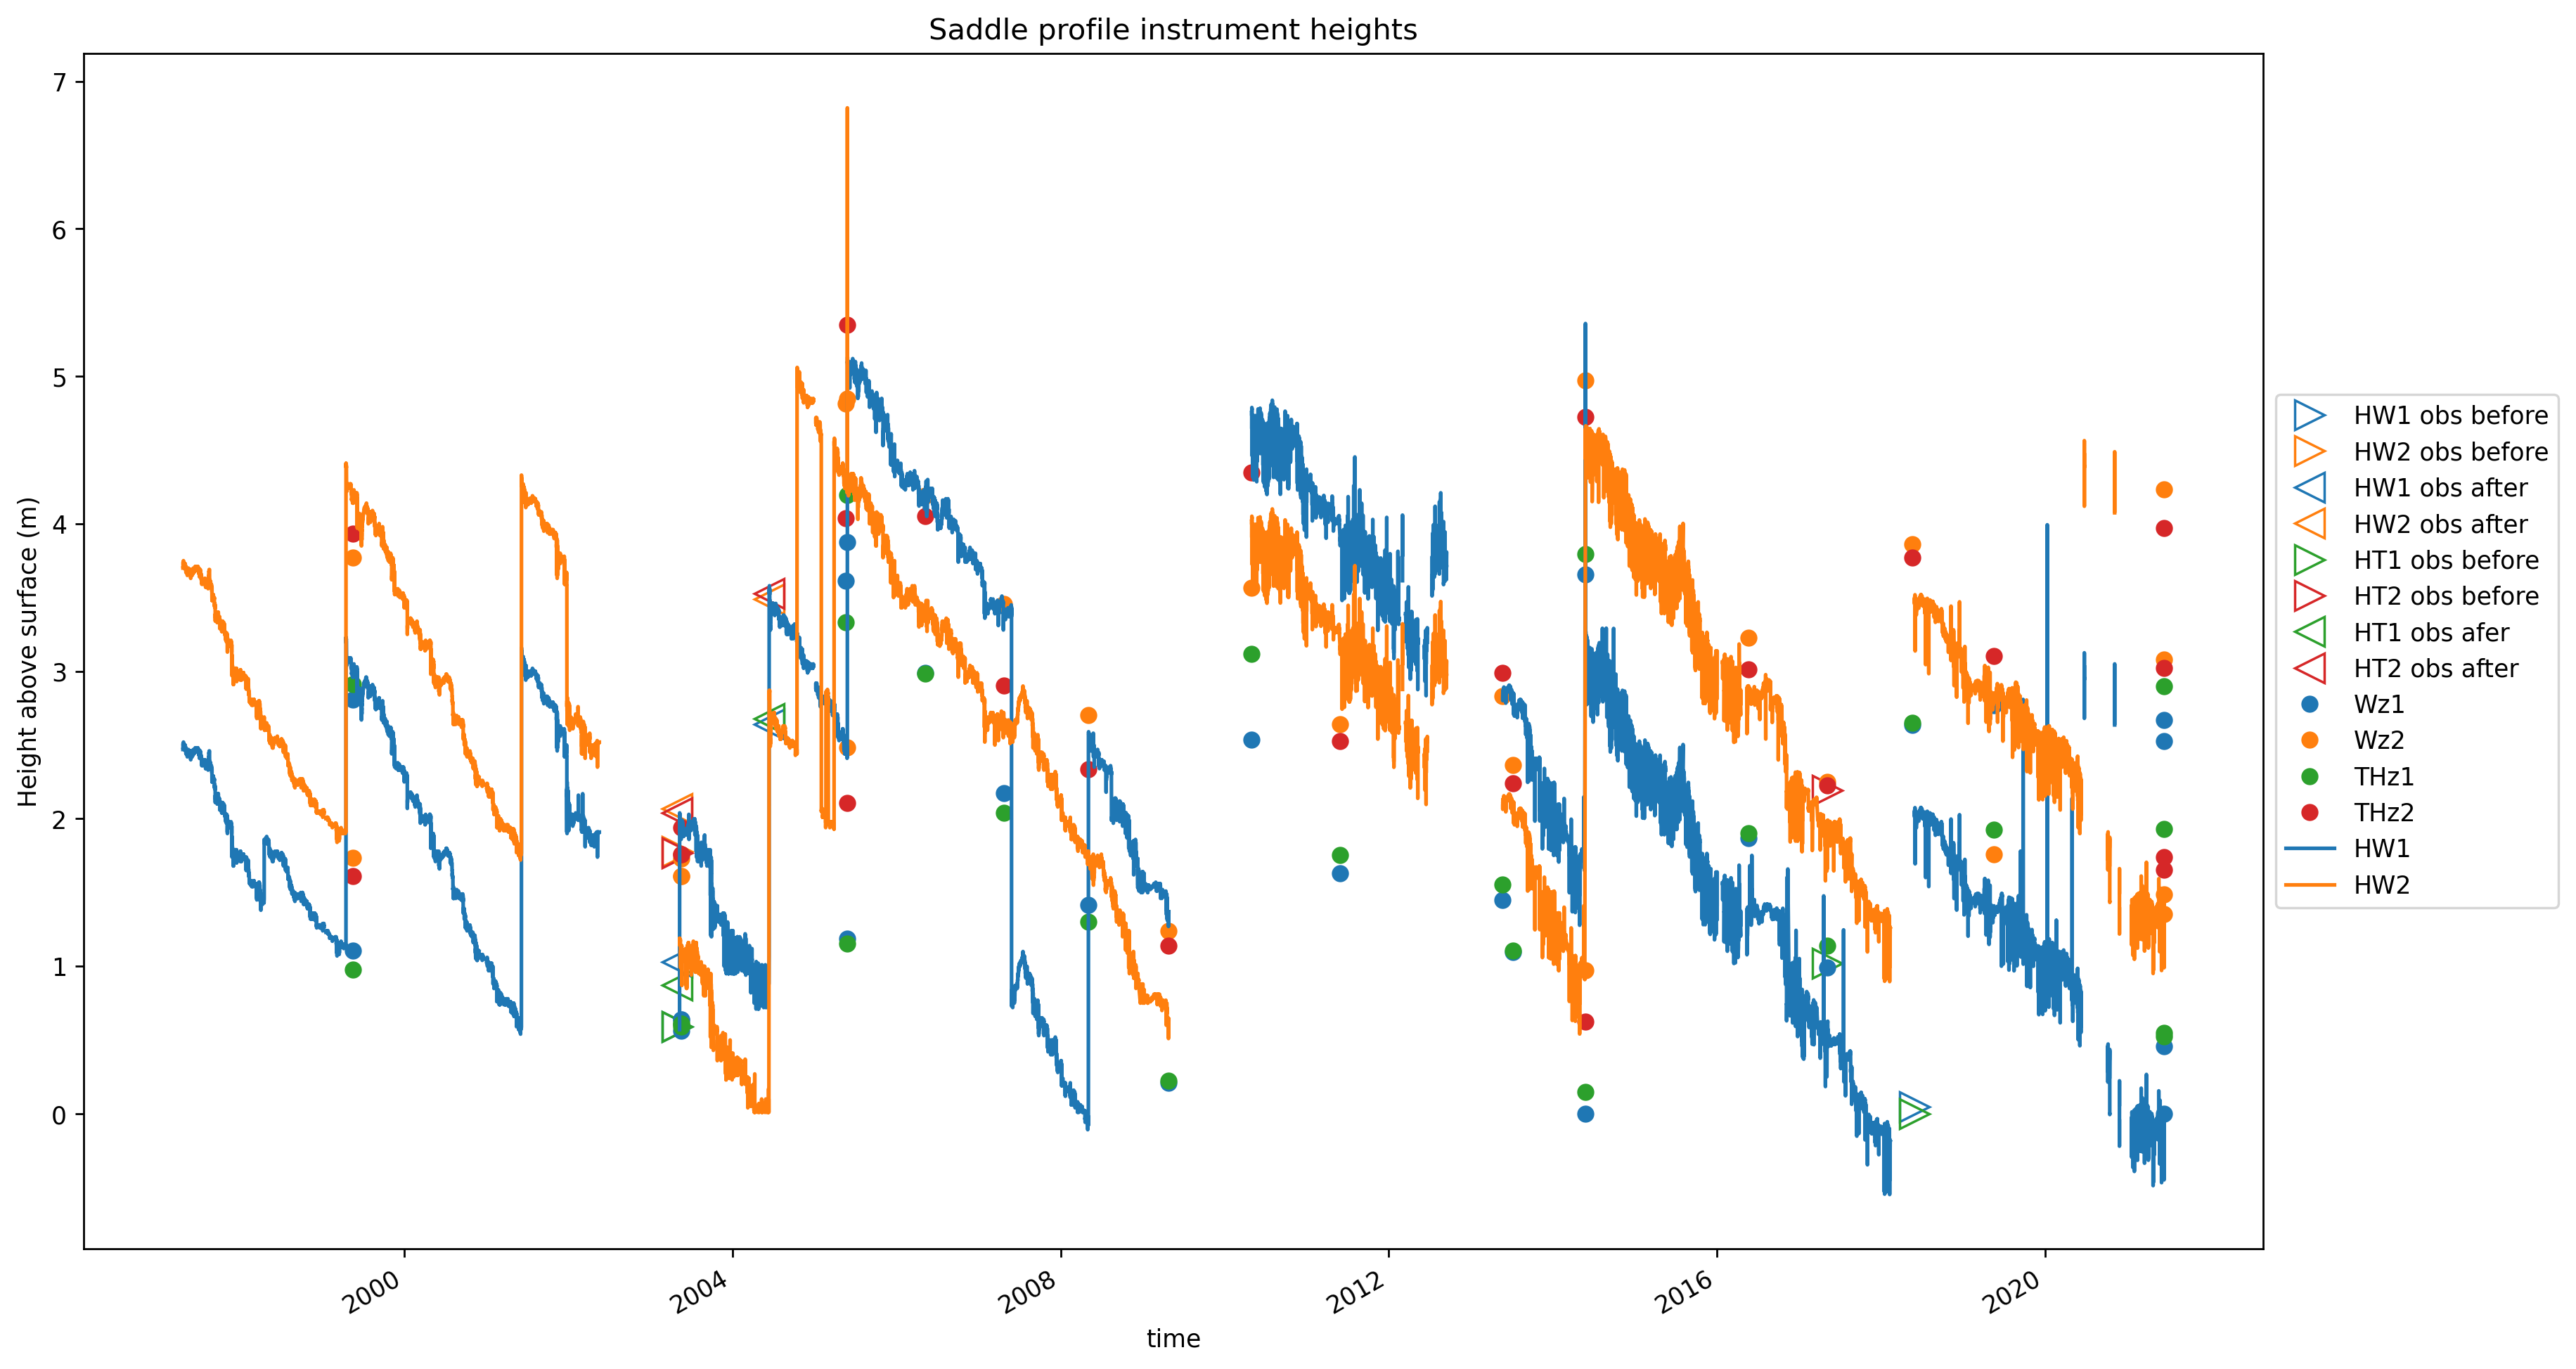 Saddle profile instrument heights
Height above surface (m)
7
6
5
4
3
2
1
0
2000
2004
2008
2012
2016
2020
time
HW1 obs before
HW2 obs before
HW1 obs after
HW2 obs after
HT1 obs before
HT2 obs before
HT1 obs afer
HT2 obs after
Wz1
Wz2
THz1
THz2
HW1
HW2